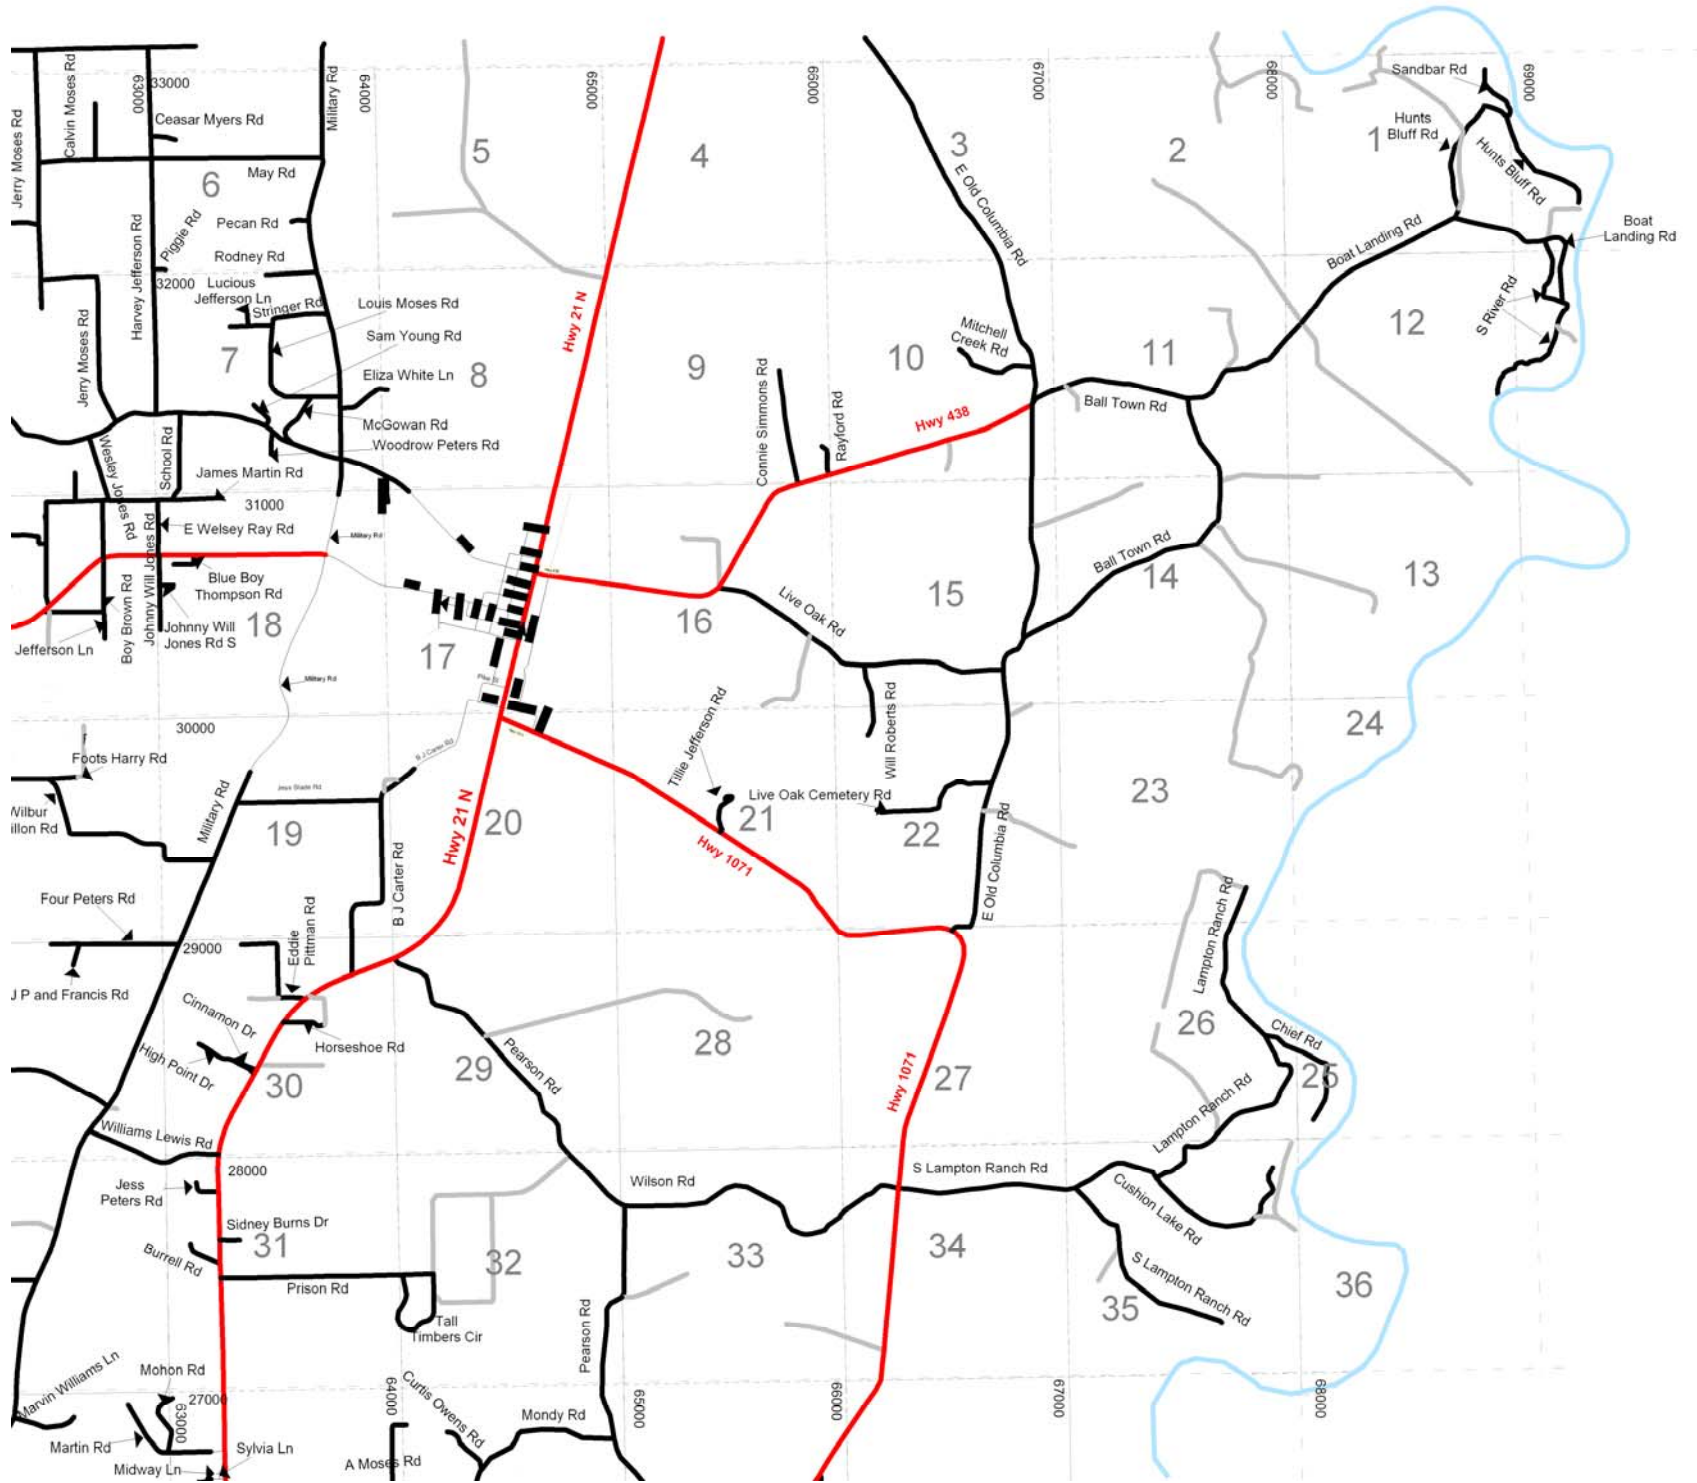 Jerry Moses Rd
Calvin Moses Rd
63000
33000
Ceasar Myers Rd
Military Rd
64000
65000
66000
67000
68000
69000
Sandbar Rd
Hunts
Bluff Rd
Hunts Bluff Rd
1
2
3
4
5
6
May Rd
Harvey Jefferson Rd
Piggie Rd
Pecan Rd
Rodney Rd
32000
Lucious
Jefferson Ln
Stringer Rd
Louis Moses Rd
Sam Young Rd
Eliza White Ln
McGowan Rd
Woodrow Peters Rd
Jerry Moses Rd
7
8
9
10
11
12
Hwy 21 N
E Old Columbia Rd
Boat Landing Rd
Boat
Landing Rd
S River Rd
Mitchell
Creek Rd
Connie Simmons Rd
Rayford Rd
Hwy 438
Ball Town Rd
Wesley Jones Rd
School Rd
James Martin Rd
31000
E Welsey Ray Rd
Military Rd
Blue Boy
Thompson Rd
Boy Brown Rd
Johnny Will Jones Rd
Johnny Will
Jones Rd S
Jefferson Ln
18
17
16
15
14
13
Ball Town Rd
Live Oak Rd
Military Rd
Pike St
30000
Foots Harry Rd
Wilbur
illon Rd
Military Rd
Jess Slade Rd
B J Carter Rd
Tillie Jefferson Rd
Will Roberts Rd
Live Oak Cemetery Rd
19
20
21
22
23
24
Hwy 21 N
Hwy 1071
E Old Columbia Rd
B J Carter Rd
Four Peters Rd
29000
Eddie
Pittman Rd
J P and Francis Rd
Cinnamon Dr
High Point Dr
Horseshoe Rd
Lampton Ranch Rd
Chief Rd
30
29
28
27
26
25
Pearson Rd
Hwy 1071
Lampton Ranch Rd
Williams Lewis Rd
28000
Jess
Peters Rd
Wilson Rd
S Lampton Ranch Rd
Cushion Lake Rd
Sidney Burns Dr
Burrell Rd
Prison Rd
Tall
Timbers Cir
31
32
33
34
35
36
S Lampton Ranch Rd
Pearson Rd
Marvin Williams Ln
Mohon Rd
27000
63000
64000
65000
66000
67000
68000
Curtis Owens Rd
Mondy Rd
Martin Rd
Sylvia Ln
Midway Ln
A Moses Rd